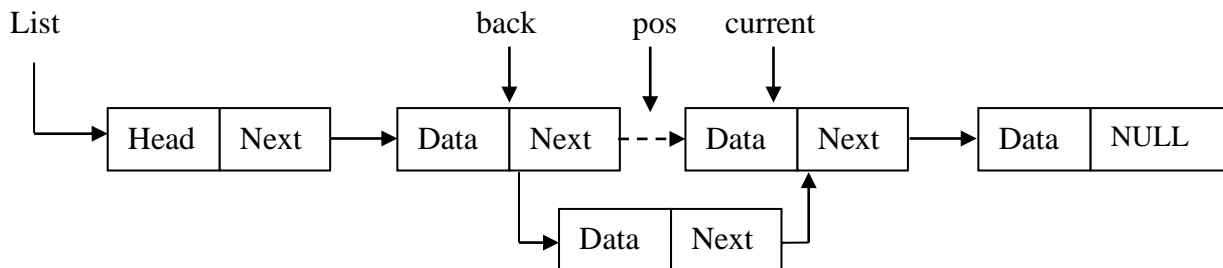 List back pos current
Head Next Data Next Data Next Data NULL
Data Next